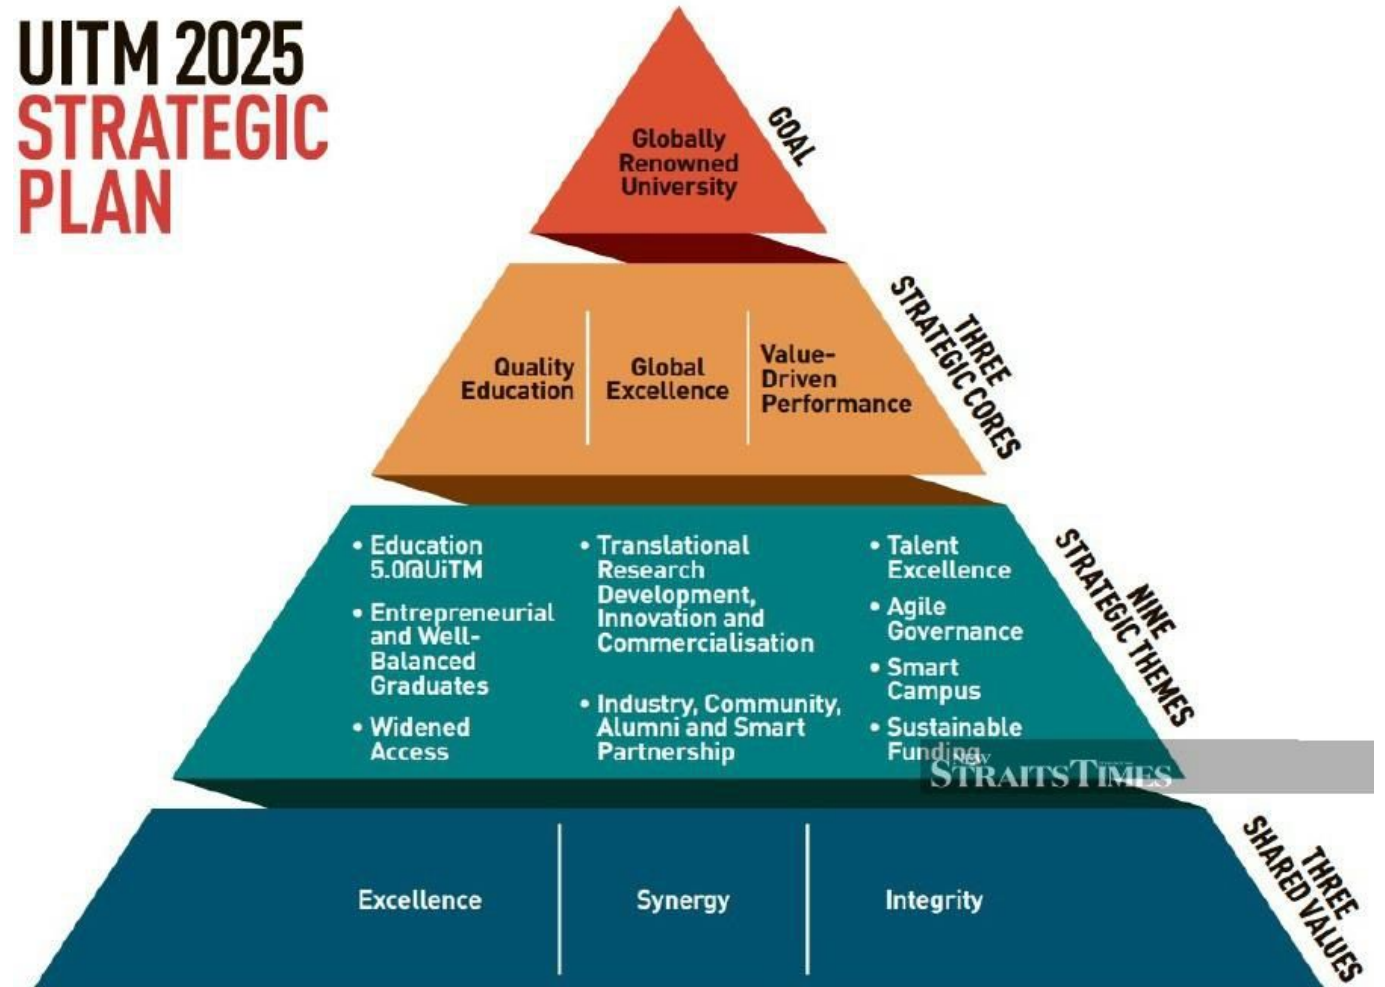 UITM 2025
STRATEGIC
PLAN
Globally
Renowned
University
GOAL
Quality
Education
Global
Excellence
Value-
Driven
Performance
THREE
STRATEGIC CORES
• Education
5.0@UiTM
• Entrepreneurial
and Well-
Balanced
Graduates
• Widened
Access
• Translational
Research
Development,
Innovation and
Commercialisation
• Industry, Community,
Alumni and Smart
Partnership
• Talent
Excellence
• Agile
Governance
• Smart
Campus
• Sustainable
Funding
NINE
STRATEGIC THEMES
NEW
STRAITS TIMES
Excellence
Synergy
Integrity
THREE
SHARED VALUES